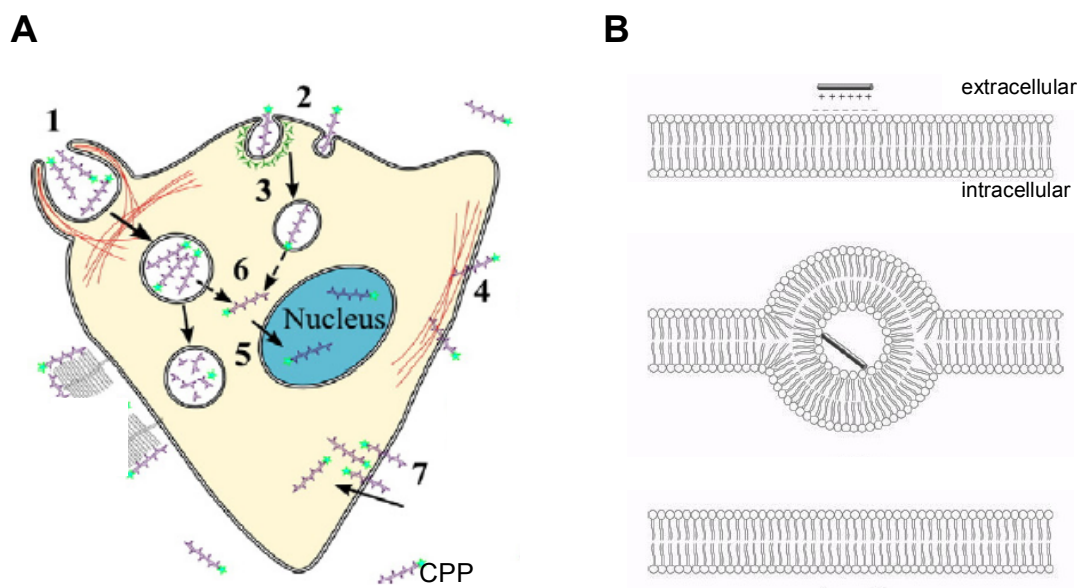 A
B
1
2
3
4
5
6
7
Nucleus
CPP
extracellular
++++++
− − − − − − −
intracellular